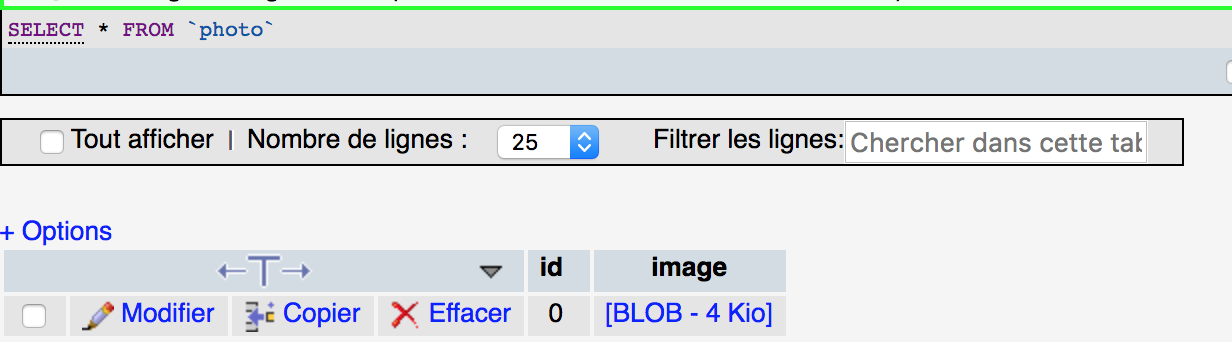 SELECT * FROM `photo`
Tout afficher | Nombre de lignes : 25 Filtrer les lignes: Chercher dans cette tab
+ Options
←T→ id image
Modifier Copier Effacer 0 [BLOB - 4 Kio]